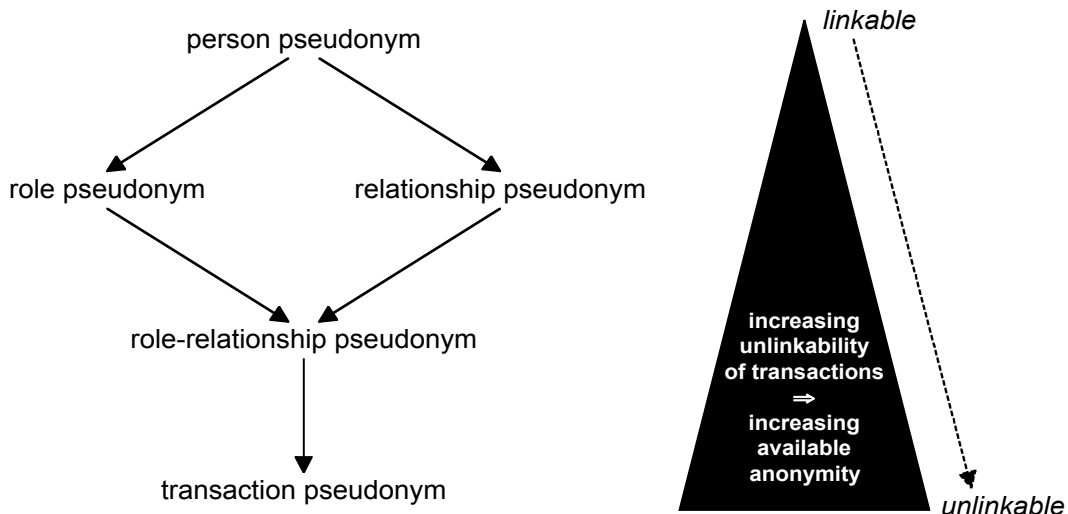 person pseudonym
role pseudonym
relationship pseudonym
role-relationship pseudonym
transaction pseudonym
linkable
increasing
unlinkability
of transactions
⇒
increasing
available
anonymity
unlinkable